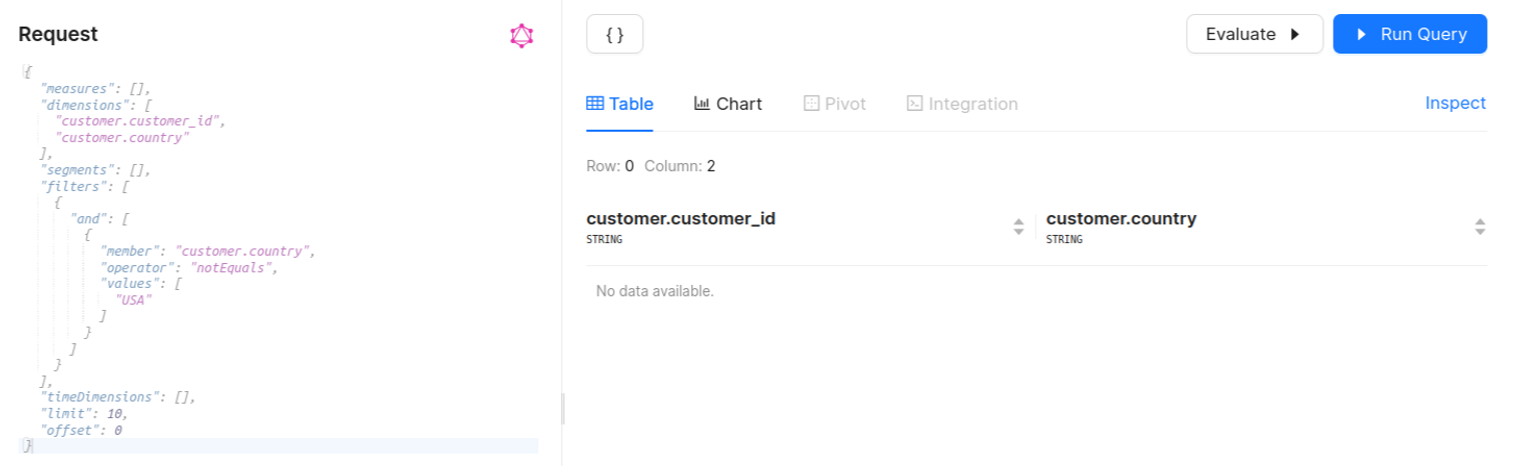 Request
{
"measures": [],
"dimensions": [
"customer.customer_id",
"customer.country"
],
"segments": [],
"filters": [
{
"and": [
{
"member": "customer.country",
"operator": "notEquals",
"values": [
"USA"
]
}
]
}
],
"timeDimensions": [],
"limit": 10,
"offset": 0
}
{ }
Evaluate
Run Query
Table Chart Pivot Integration Inspect
Row: 0 Column: 2
customer.customer_id customer.country
STRING STRING
No data available.